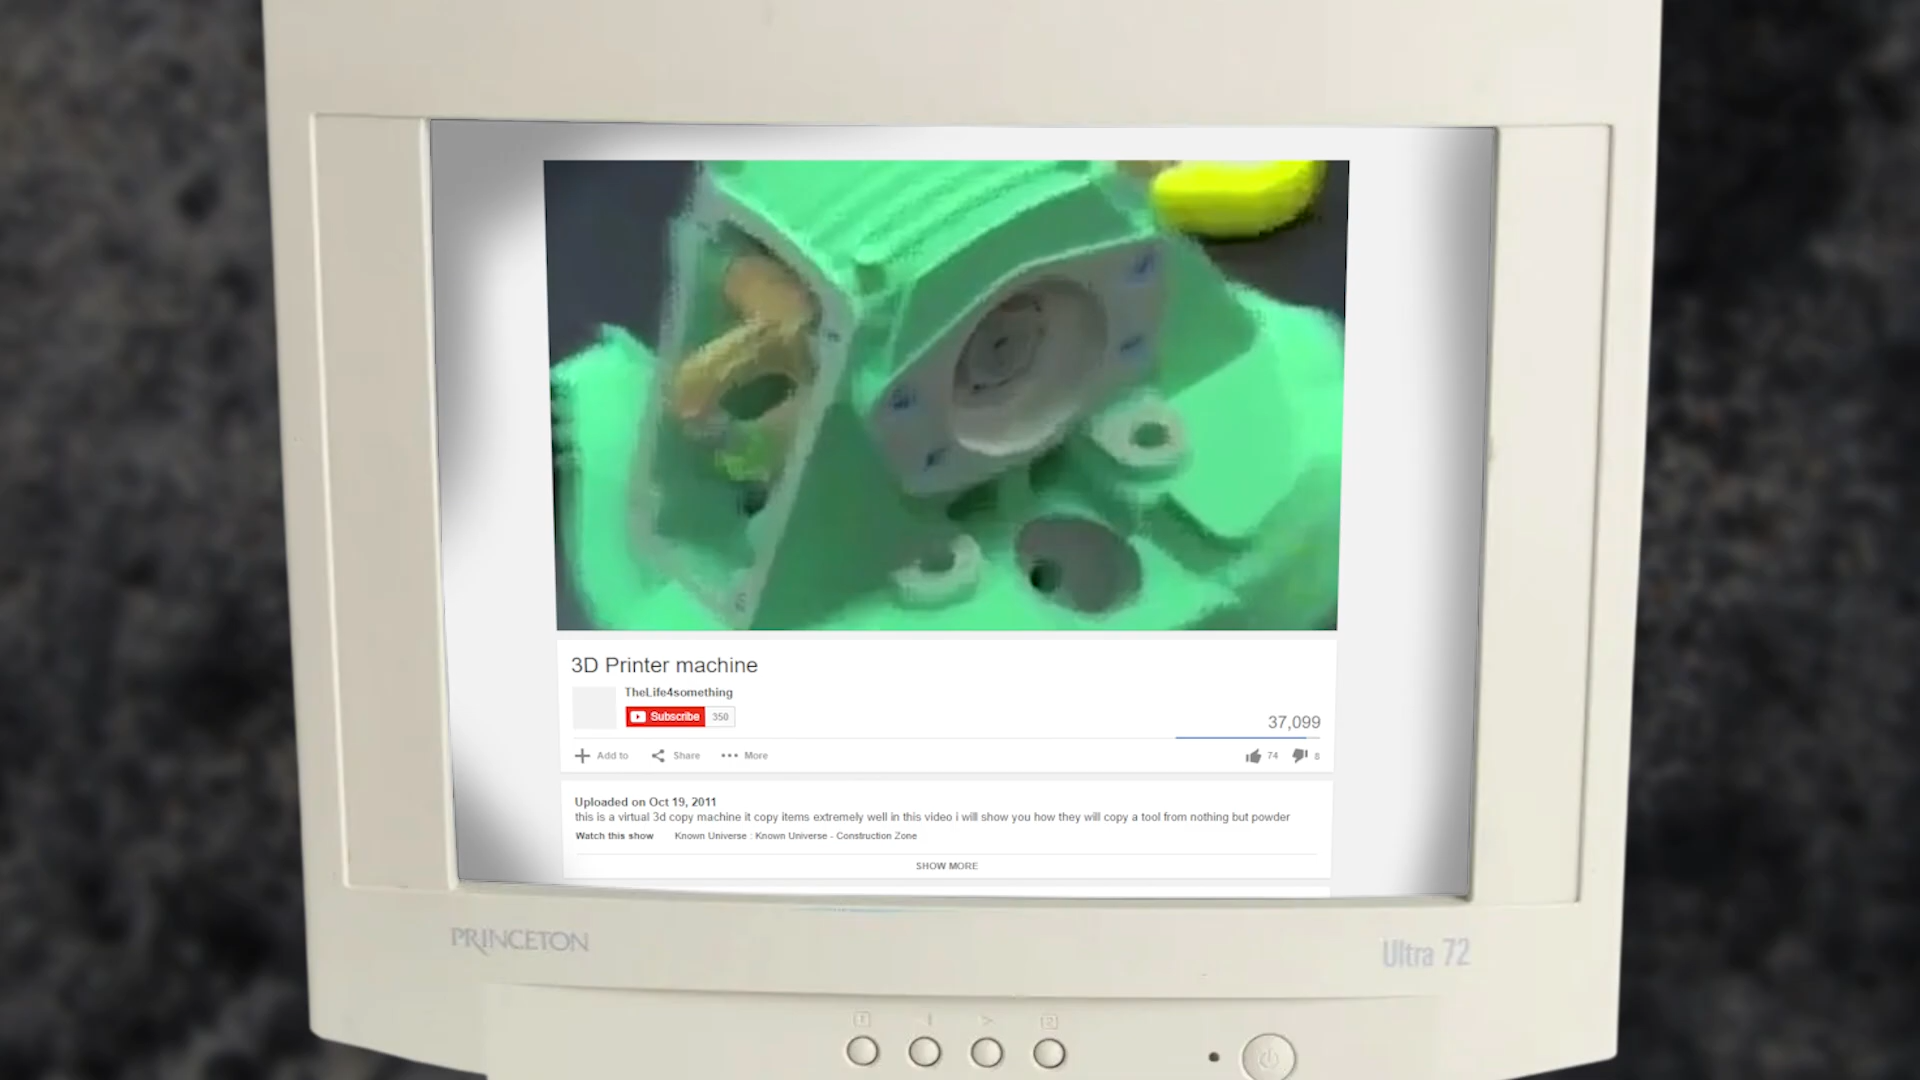 3D Printer machine
TheLife4something
Subscribe 350
37,099
Add to Share More 74 8
Uploaded on Oct 19, 2011
this is a virtual 3d copy machine it copy items extremely well in this video i will show you how they will copy a tool from nothing but powder
Watch this show Known Universe : Known Universe - Construction Zone
SHOW MORE
PRINCETON
Ultra 72